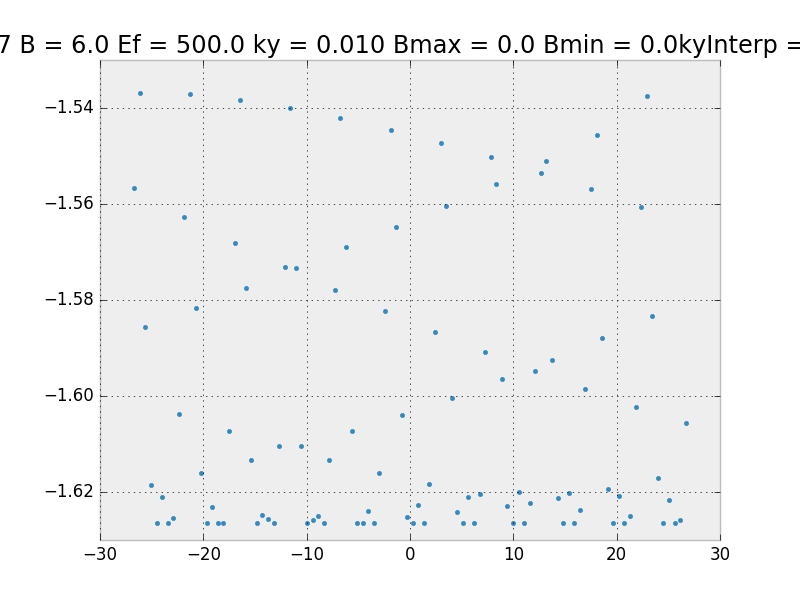 7 B = 6.0 Ef = 500.0 ky = 0.010 Bmax = 0.0 Bmin = 0.0kyInterp =
−1.54
−1.56
−1.58
−1.60
−1.62
−30 −20 −10 0 10 20 30